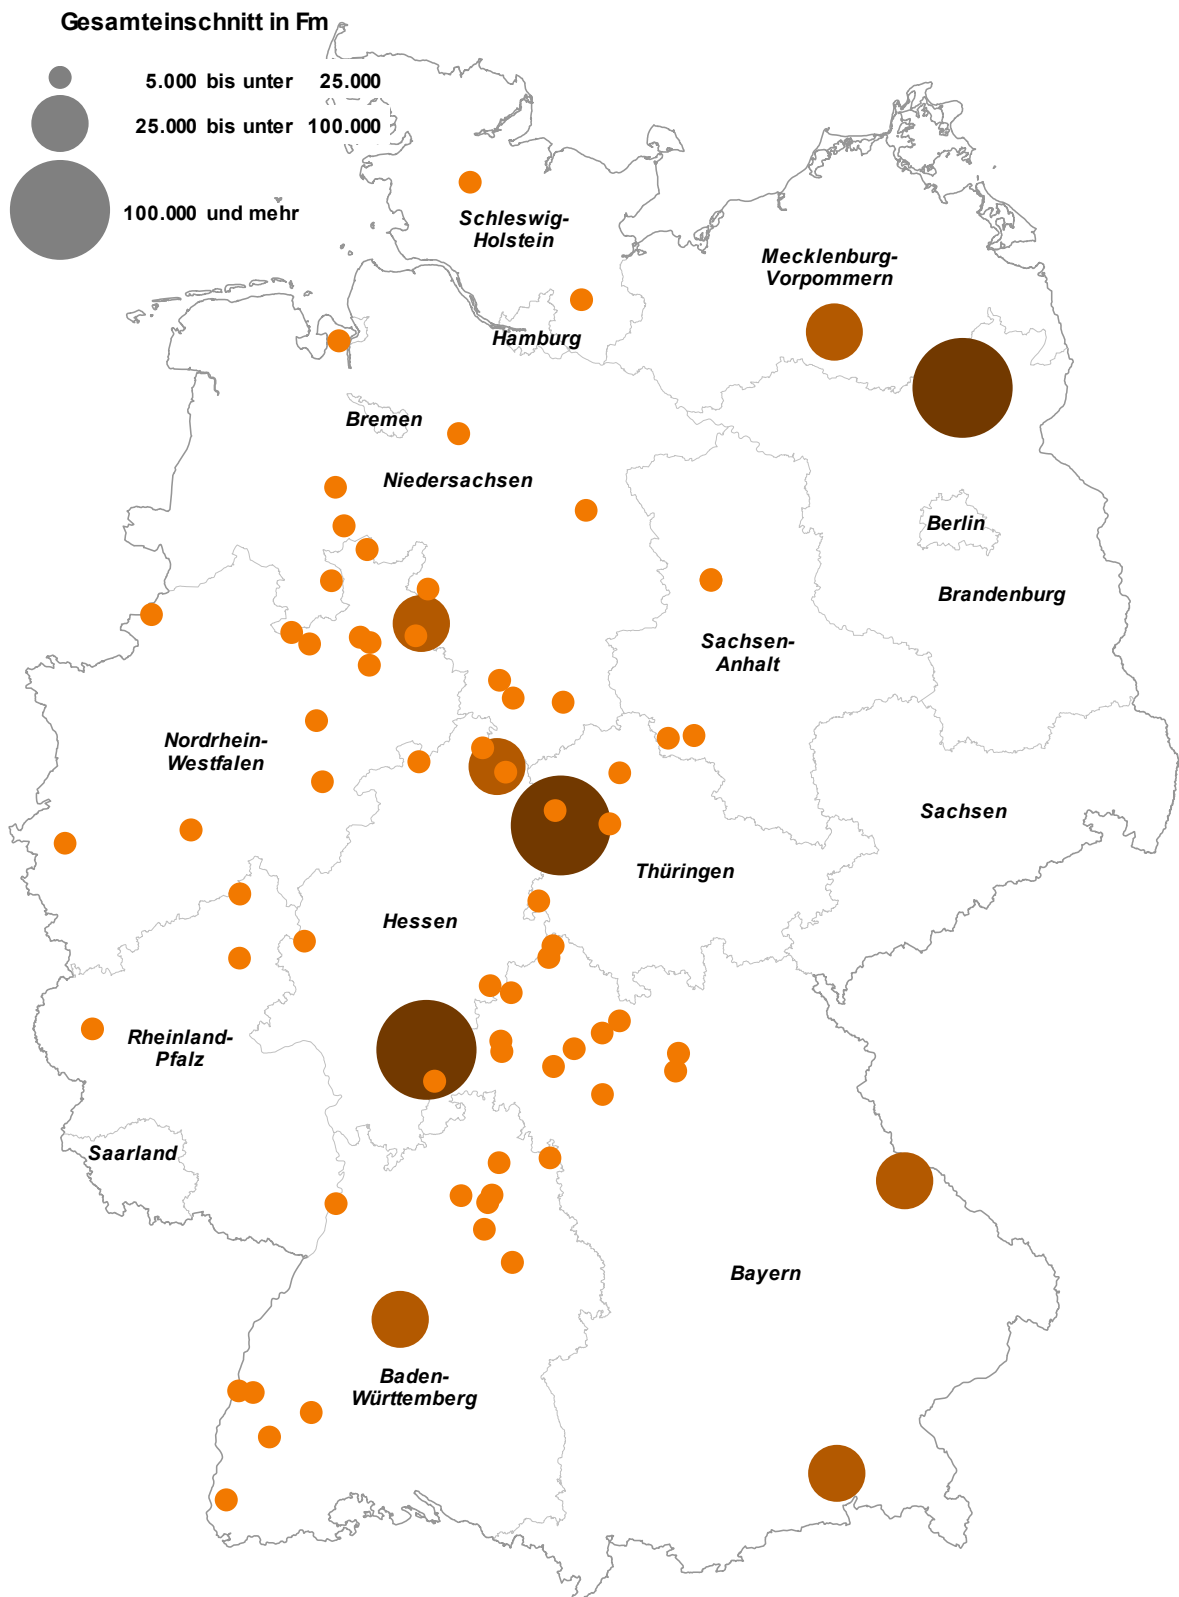 Gesamteinschnitt in Fm
5.000 bis unter 25.000
25.000 bis unter 100.000
100.000 und mehr
Schleswig-
Holstein
Mecklenburg-
Vorpommern
Hamburg
Bremen
Niedersachsen
Berlin
Brandenburg
Sachsen-
Anhalt
Nordrhein-
Westfalen
Sachsen
Thüringen
Hessen
Rheinland-
Pfalz
Saarland
Bayern
Baden-
Württemberg